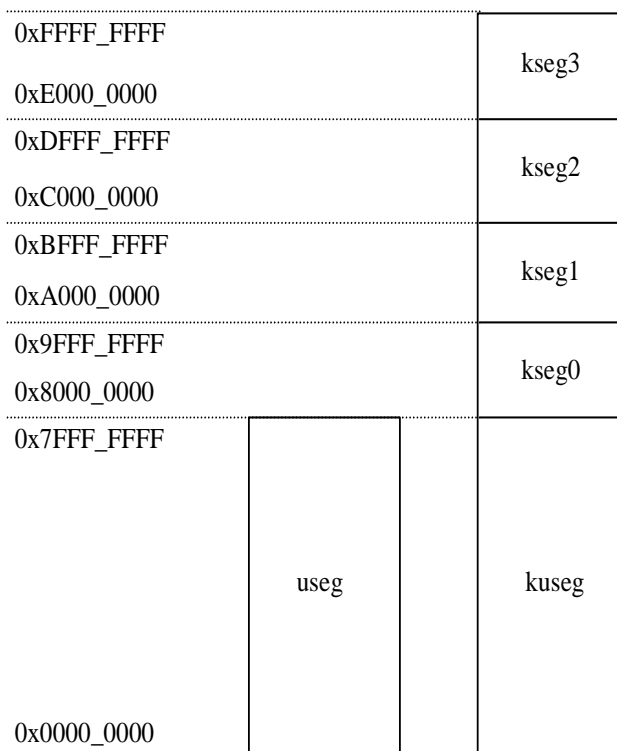 0xFFFF_FFFF
kseg3
0xE000_0000
0xDFFF_FFFF
kseg2
0xC000_0000
0xBFFF_FFFF
kseg1
0xA000_0000
0x9FFF_FFFF
kseg0
0x8000_0000
0x7FFF_FFFF
useg
kuseg
0x0000_0000